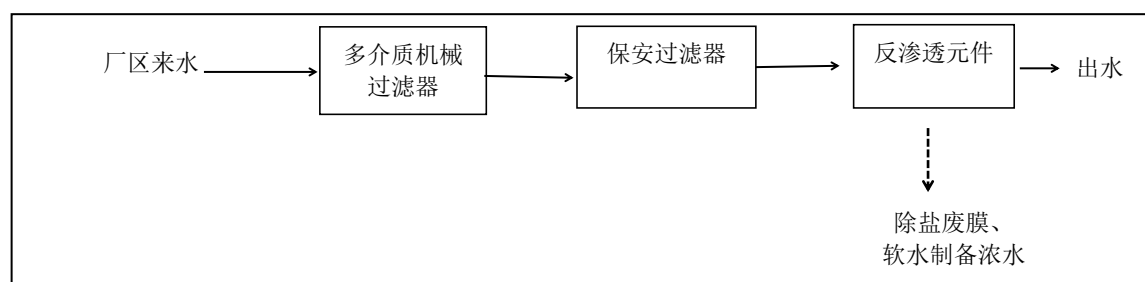 厂区来水
多介质机械
过滤器
保安过滤器
反渗透元件
出水
除盐废膜、
软水制备浓水